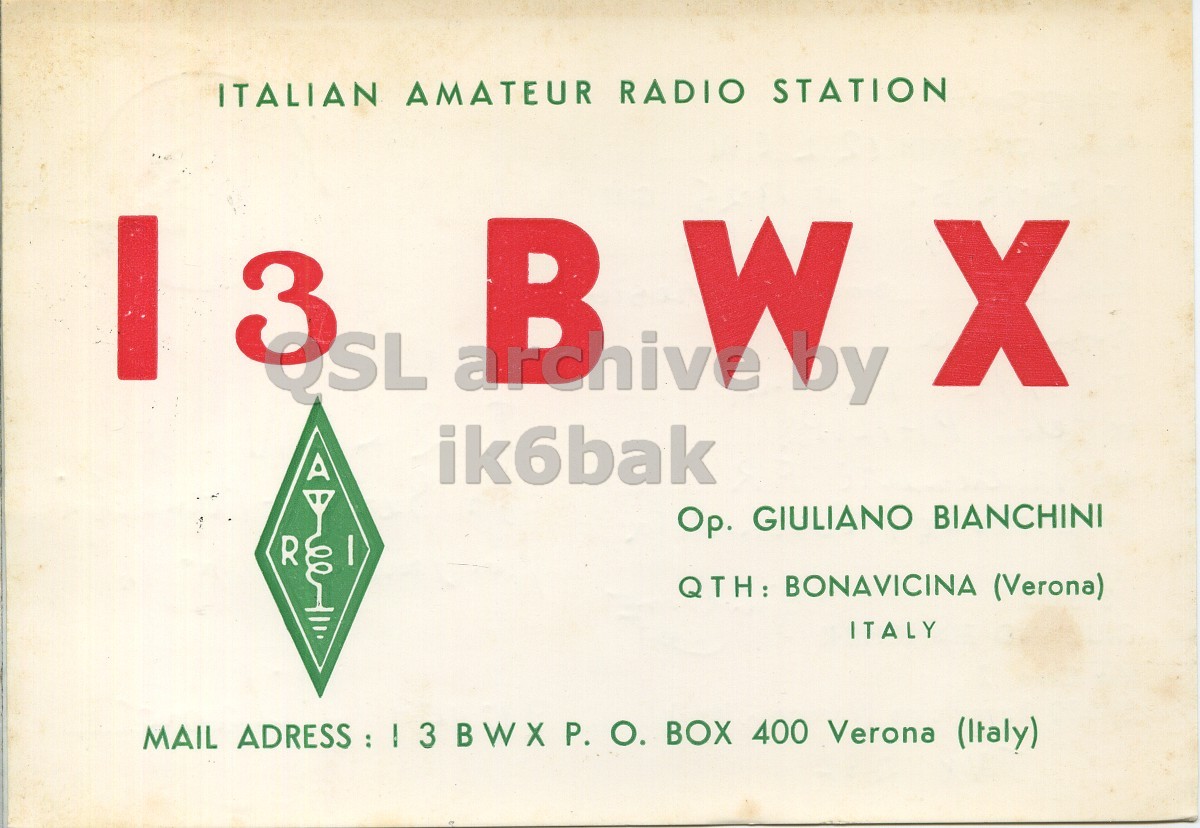 ITALIAN AMATEUR RADIO STATION
I 3 BWX
QSL archive by
ik6bak
A
R I
Op. GIULIANO BIANCHINI
QTH: BONAVICINA (Verona)
ITALY
MAIL ADRESS : I 3 B W X P. O. BOX 400 Verona (Italy)